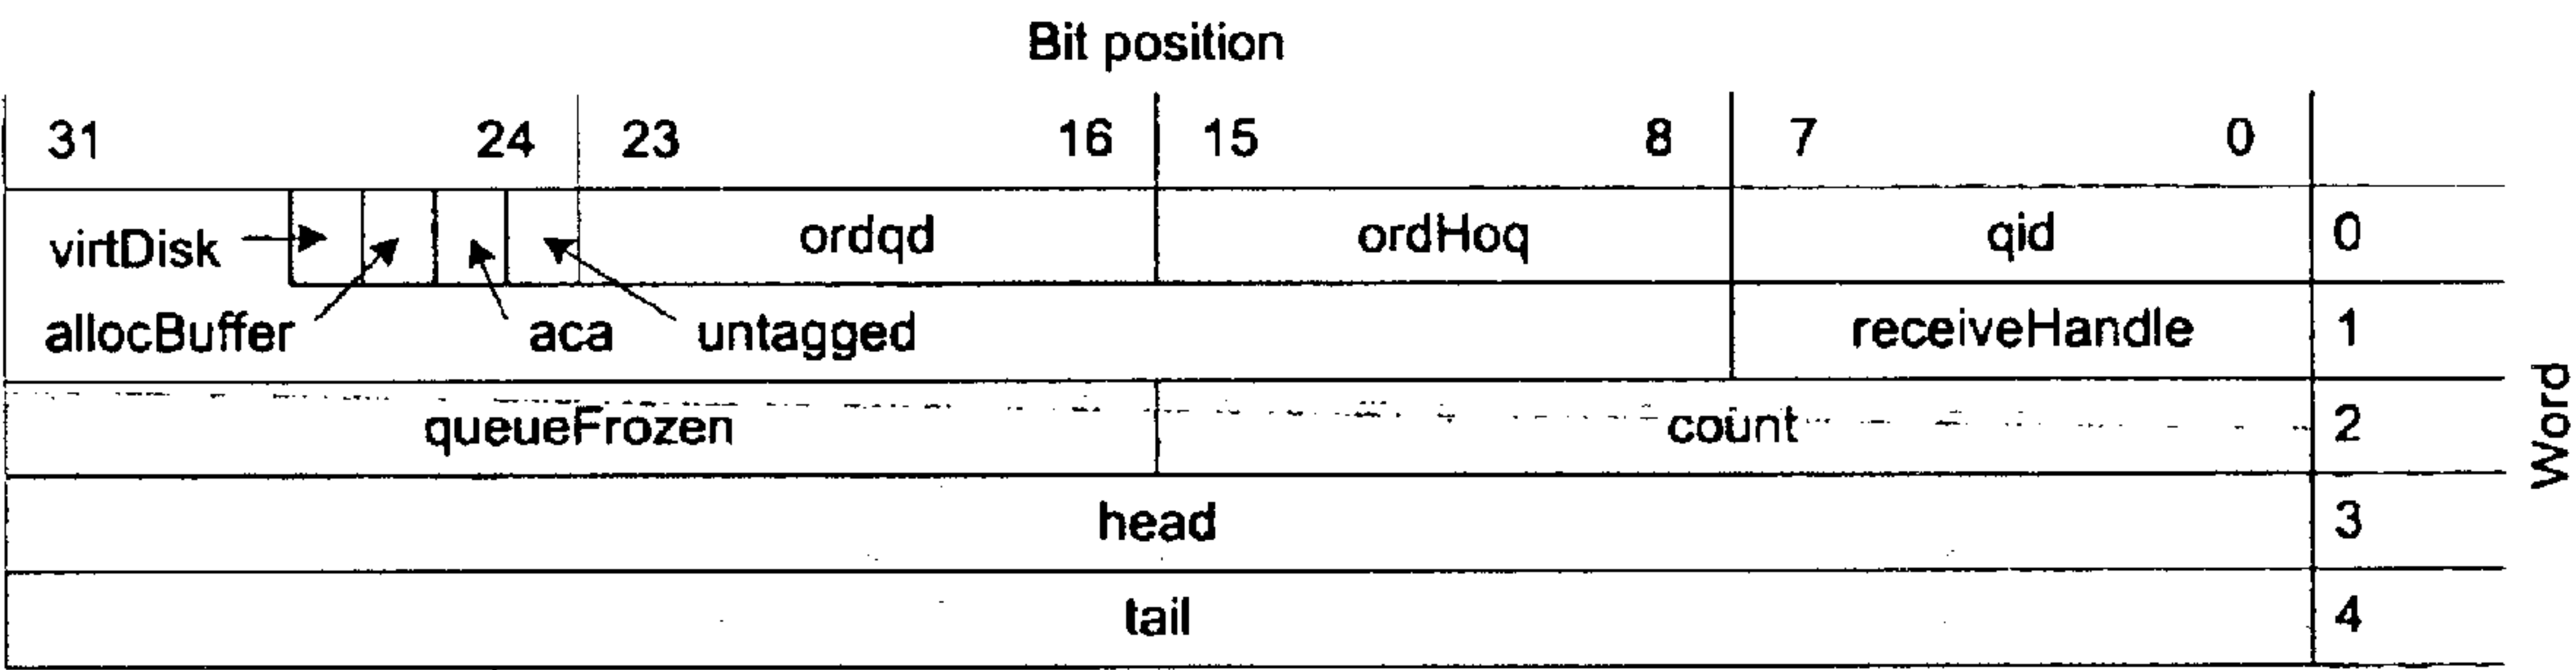 Bit position
31 24 23 16 15 8 7 0
virtDisk ordqd ordHoq qid 0
allocBuffer aca untagged receiveHandle 1
queueFrozen count 2
head 3
tail 4
Word